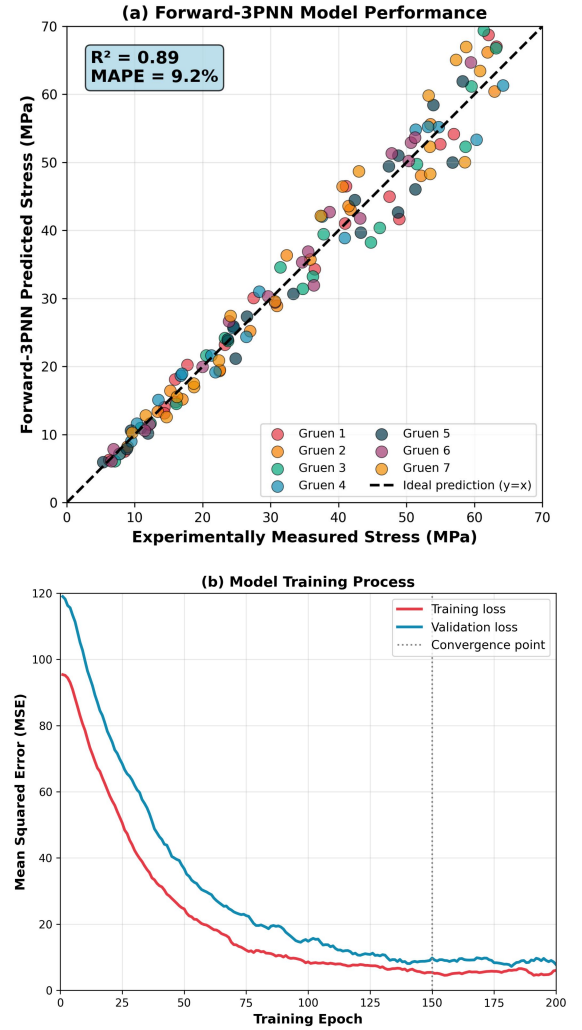 (a) Forward-3PNN Model Performance
R² = 0.89
MAPE = 9.2%
Forward-3PNN Predicted Stress (MPa)
70
60
50
40
30
20
10
0
Gruen 1
Gruen 2
Gruen 3
Gruen 4
Gruen 5
Gruen 6
Gruen 7
Ideal prediction (y=x)
0 10 20 30 40 50 60 70
Experimentally Measured Stress (MPa)
(b) Model Training Process
Mean Squared Error (MSE)
120
100
80
60
40
20
0
Training loss
Validation loss
Convergence point
0 25 50 75 100 125 150 175 200
Training Epoch